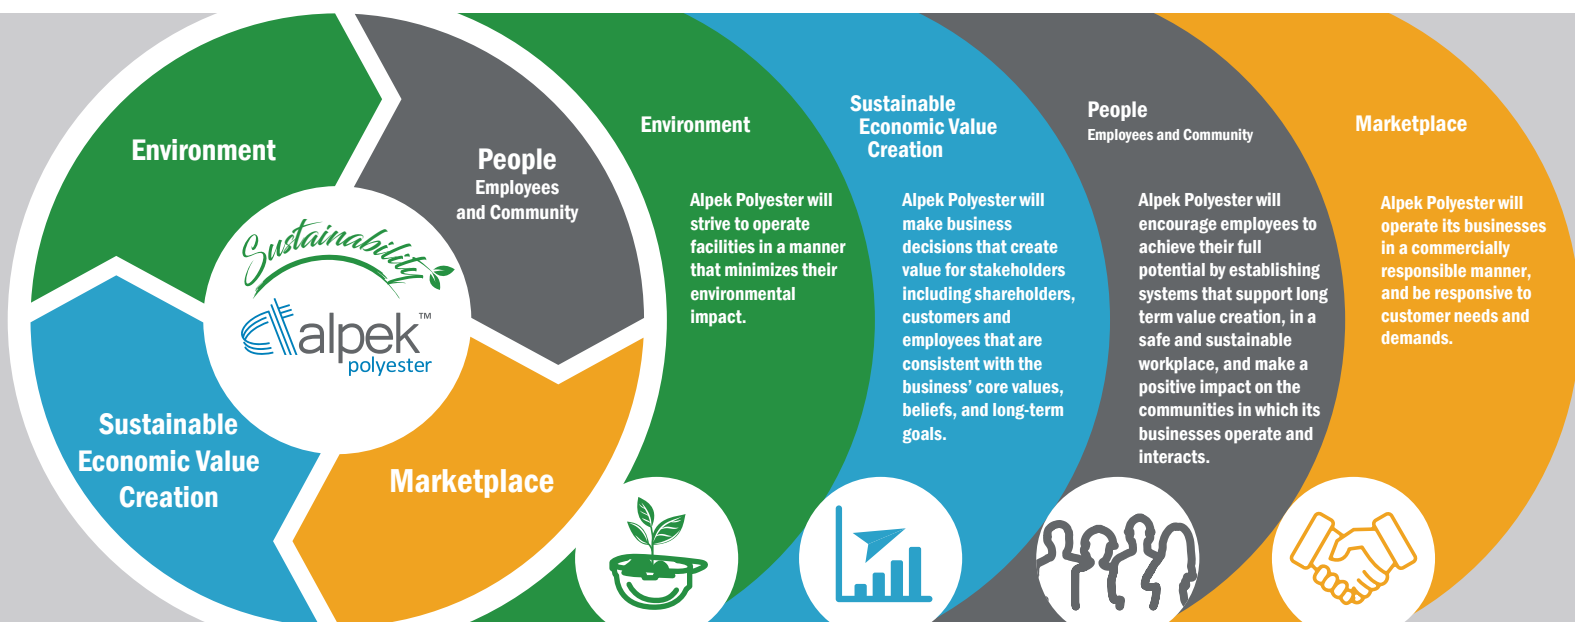 Environment
People
Employees
and Community
Sustainability
alpek™
polyester
Sustainable
Economic Value
Creation
Marketplace
Environment
Alpek Polyester will
strive to operate
facilities in a manner
that minimizes their
environmental
impact.
Sustainable
Economic Value
Creation
Alpek Polyester will
make business
decisions that create
value for stakeholders
including shareholders,
customers and
employees that are
consistent with the
business’ core values,
beliefs, and long-term
goals.
People
Employees and Community
Alpek Polyester will
encourage employees to
achieve their full
potential by establishing
systems that support long
term value creation, in a
safe and sustainable
workplace, and make a
positive impact on the
communities in which its
businesses operate and
interacts.
Marketplace
Alpek Polyester will
operate its businesses
in a commercially
responsible manner,
and be responsive to
customer needs and
demands.